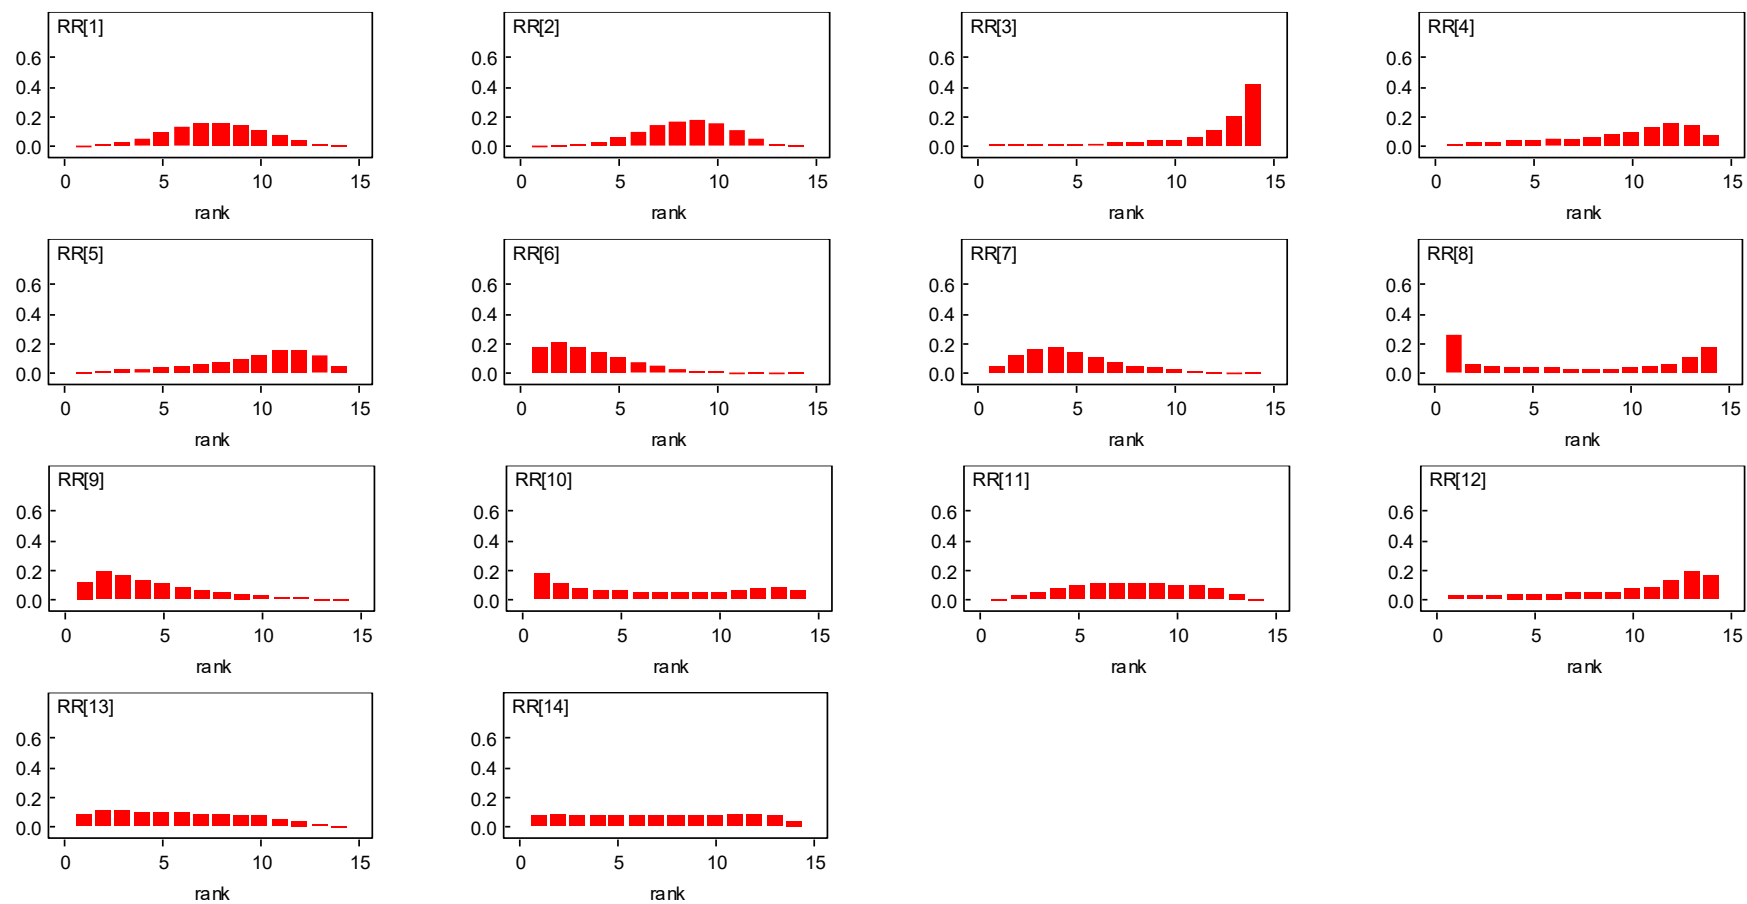 RR[1] RR[2] RR[3] RR[4]
0.6 0.6 0.6 0.6
0.4 0.4 0.4 0.4
0.2 0.2 0.2 0.2
0.0 0.0 0.0 0.0
0 5 10 15 0 5 10 15 0 5 10 15 0 5 10 15
rank rank rank rank
RR[5] RR[6] RR[7] RR[8]
0.6 0.6 0.6 0.6
0.4 0.4 0.4 0.4
0.2 0.2 0.2 0.2
0.0 0.0 0.0 0.0
0 5 10 15 0 5 10 15 0 5 10 15 0 5 10 15
rank rank rank rank
RR[9] RR[10] RR[11] RR[12]
0.6 0.6 0.6 0.6
0.4 0.4 0.4 0.4
0.2 0.2 0.2 0.2
0.0 0.0 0.0 0.0
0 5 10 15 0 5 10 15 0 5 10 15 0 5 10 15
rank rank rank rank
RR[13] RR[14]
0.6 0.6
0.4 0.4
0.2 0.2
0.0 0.0
0 5 10 15 0 5 10 15
rank rank